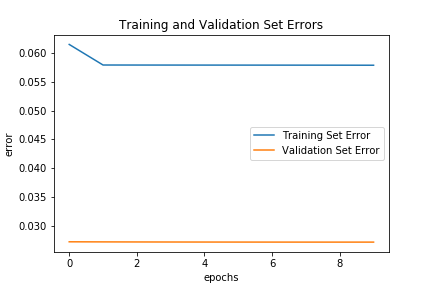 Training and Validation Set Errors
0.060
0.055
0.050
0.045
0.040
0.035
0.030
error
Training Set Error
Validation Set Error
0 2 4 6 8
epochs